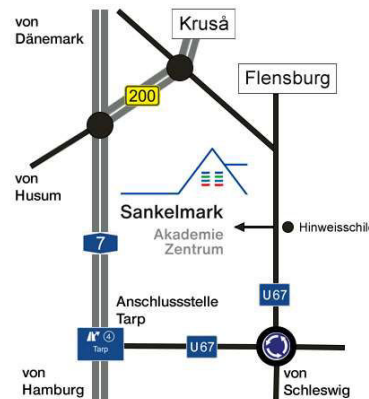 von
Dänemark
Kruså
Flensburg
200
von
Husum
Sankelmark
Akademie
Zentrum
Hinweisschild
7
U67
Anschlussstelle
Tarp
4
Tarp
U67
von
Hamburg
von
Schleswig